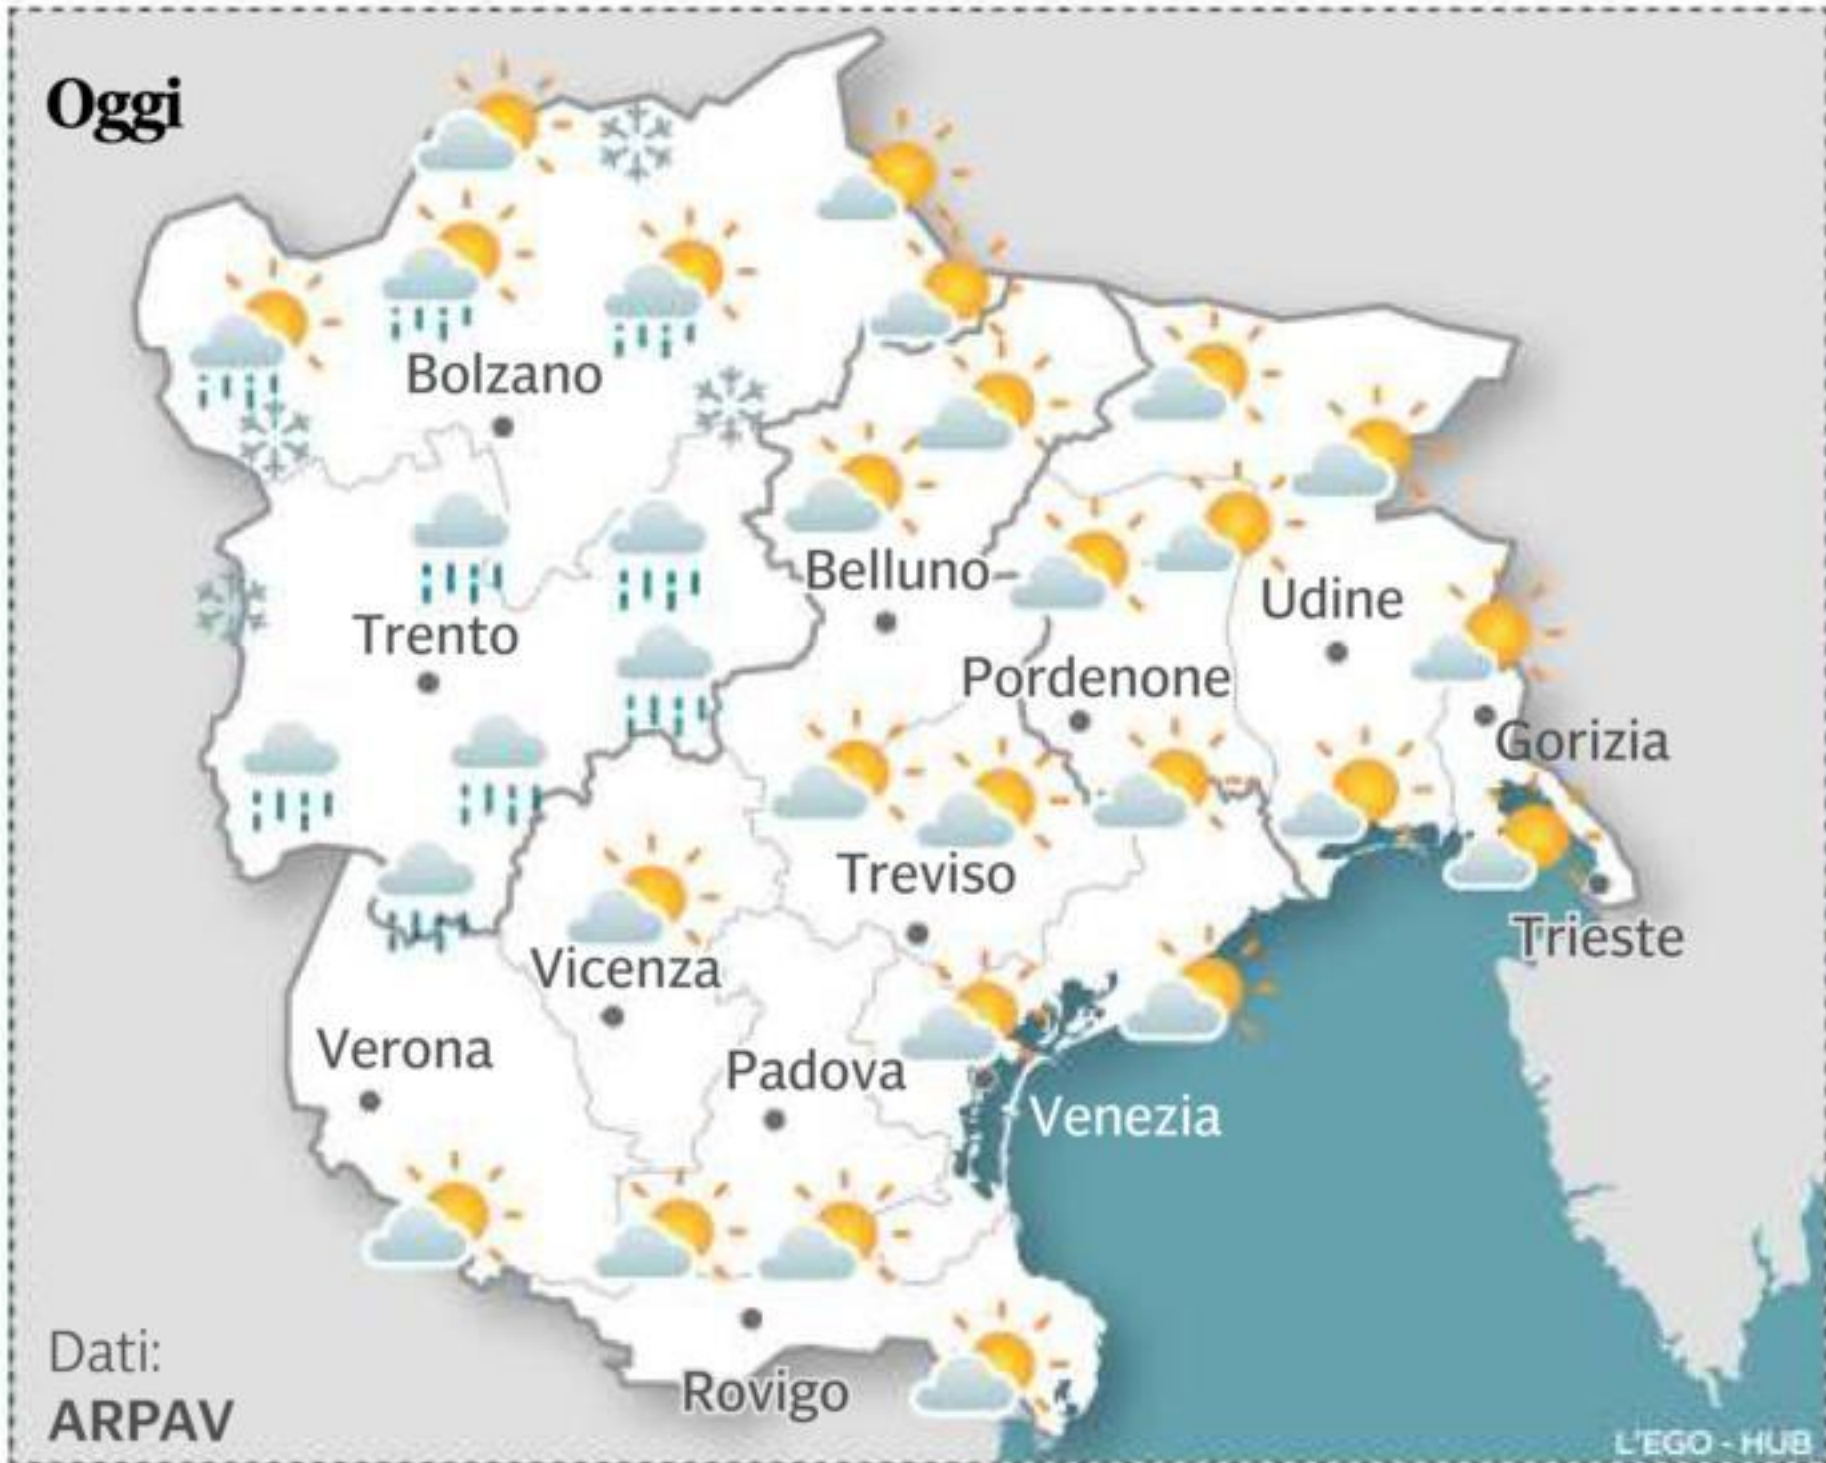 Oggi
Bolzano
Trento
Belluno
Udine
Pordenone
Gorizia
Treviso
Trieste
Vicenza
Verona
Padova
Venezia
Rovigo
Dati:
ARPAV
L'EGO - HUB